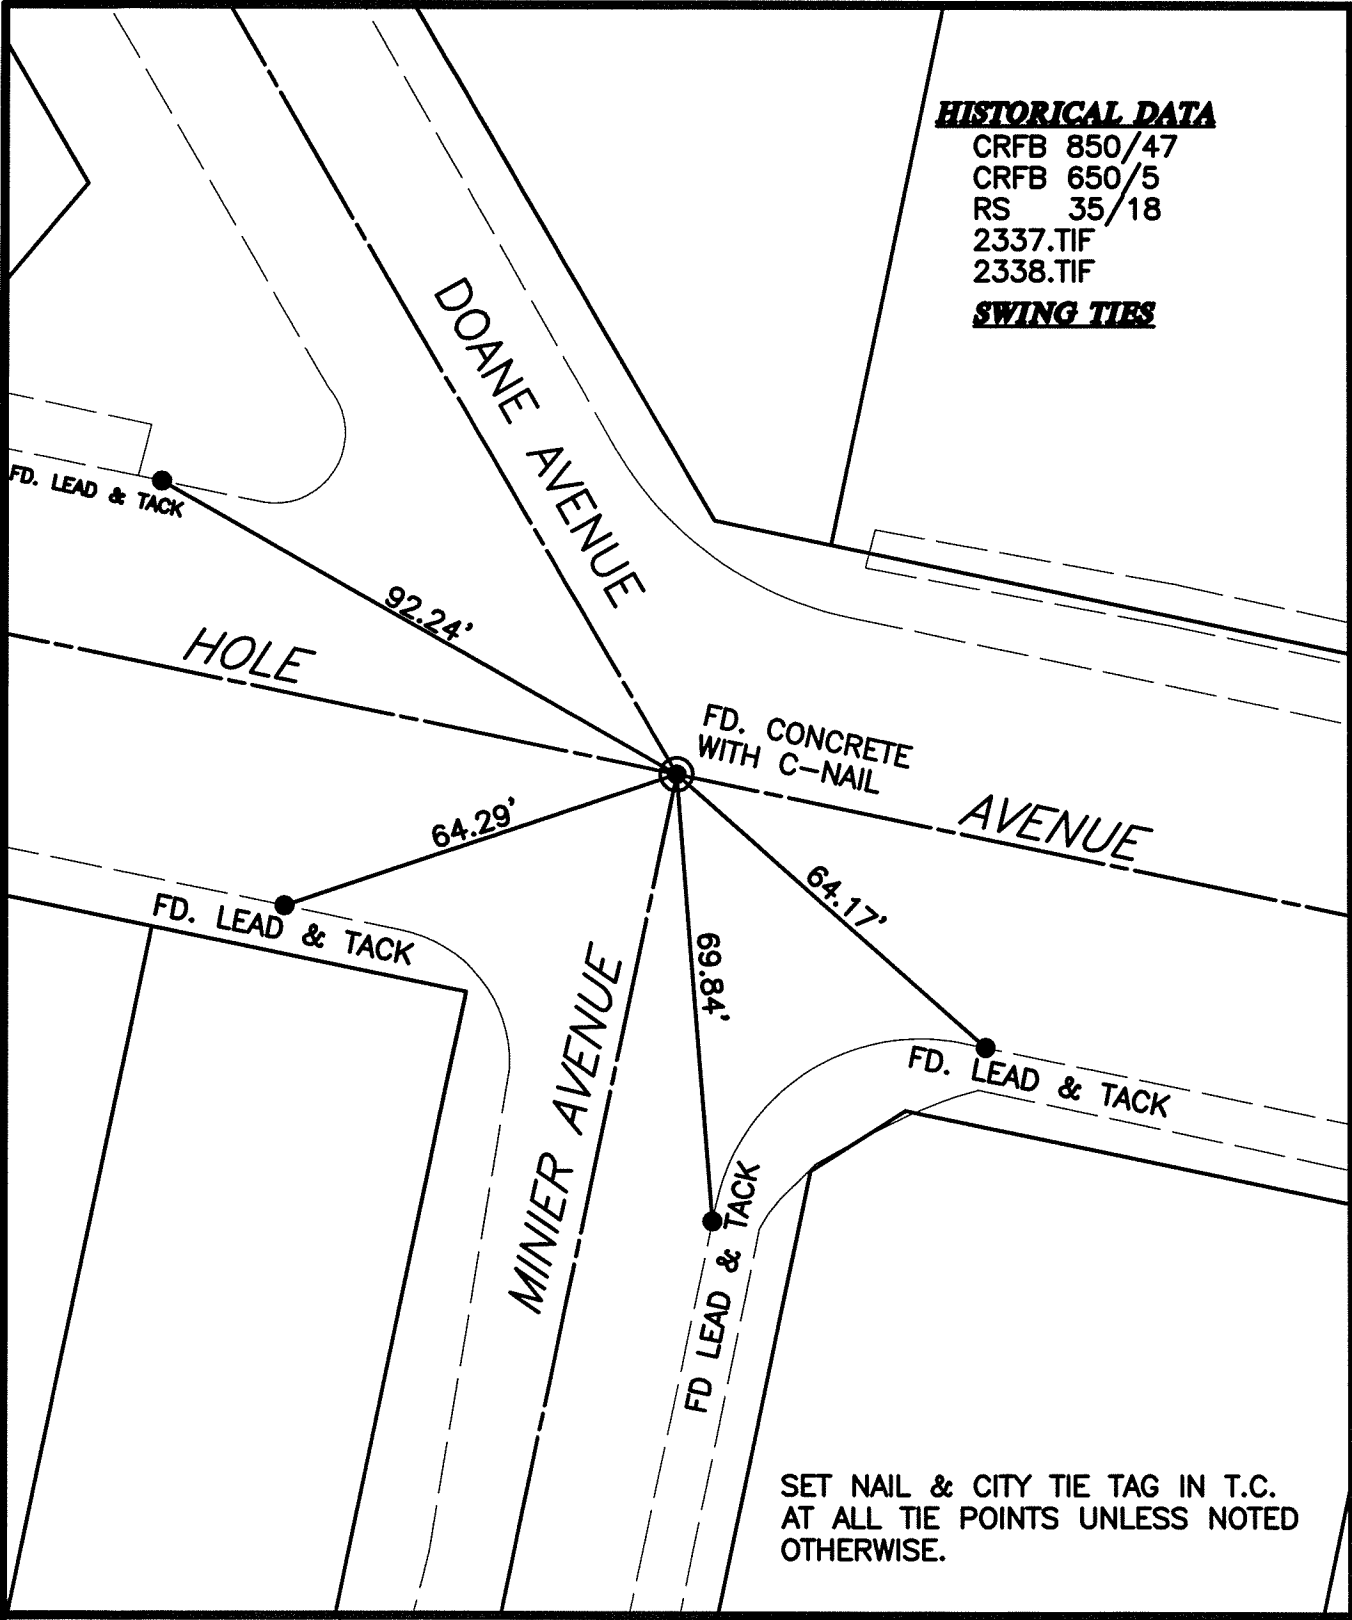 HISTORICAL DATA
CRFB 850/47
CRFB 650/5
RS 35/18
2337.TIF
2338.TIF
SWING TIES
DOANE AVENUE
FD. LEAD & TACK
92.24'
HOLE
FD. CONCRETE
WITH C-NAIL
AVENUE
64.29'
64.17'
FD. LEAD & TACK
69.84'
MINIER AVENUE
FD. LEAD & TACK
FD LEAD & TACK
SET NAIL & CITY TIE TAG IN T.C.
AT ALL TIE POINTS UNLESS NOTED
OTHERWISE.